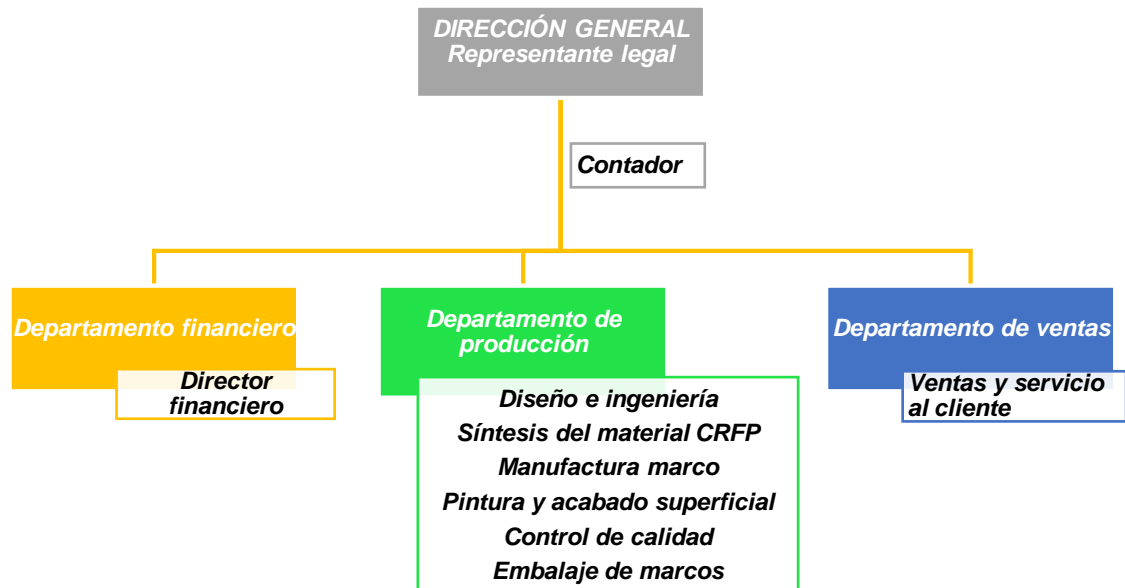 DIRECCIÓN GENERAL
Representante legal
Contador
Departamento financiero
Director
financiero
Departamento de
producción
Diseño e ingeniería
Síntesis del material CRFP
Manufactura marco
Pintura y acabado superficial
Control de calidad
Embalaje de marcos
Departamento de ventas
Ventas y servicio
al cliente